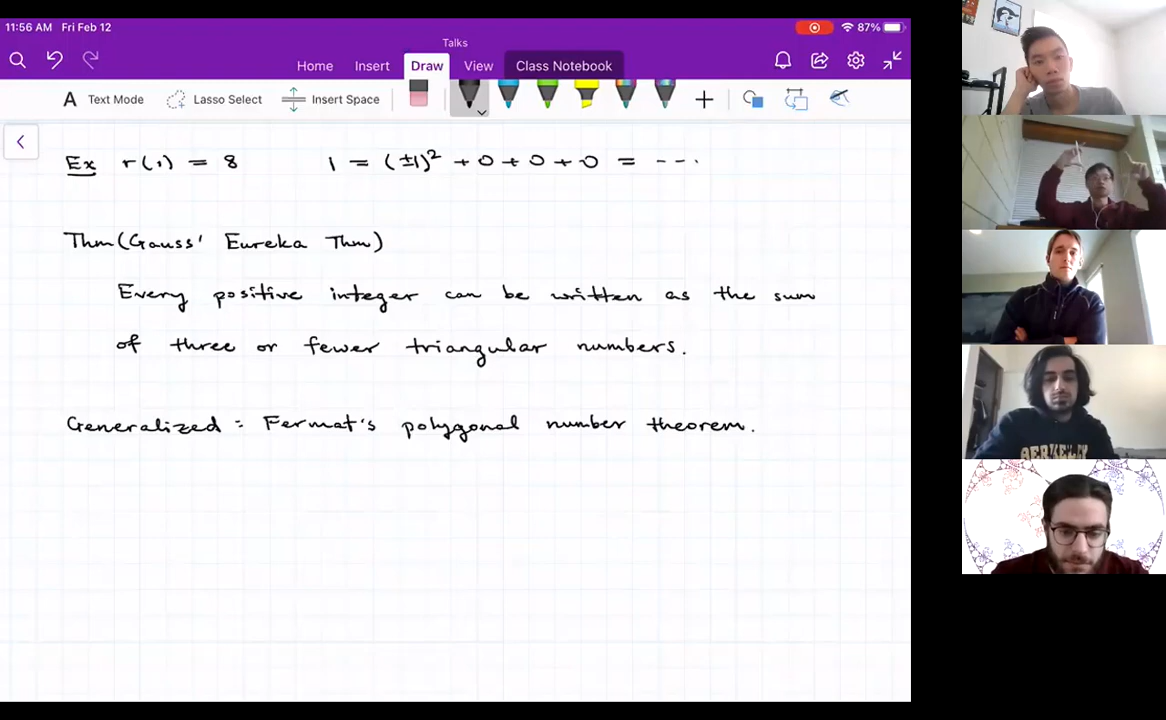 11:56 AM Fri Feb 12
87%
Talks
Home Insert Draw View Class Notebook
A Text Mode Lasso Select Insert Space
Ex r(1) = 8 1 = (±1)² + 0 + 0 + 0 = ---
Thm (Gauss' Eureka Thm)
Every positive integer can be written as the sum
of three or fewer triangular numbers.
Generalized: Fermat's polygonal number theorem.
BERKELEY